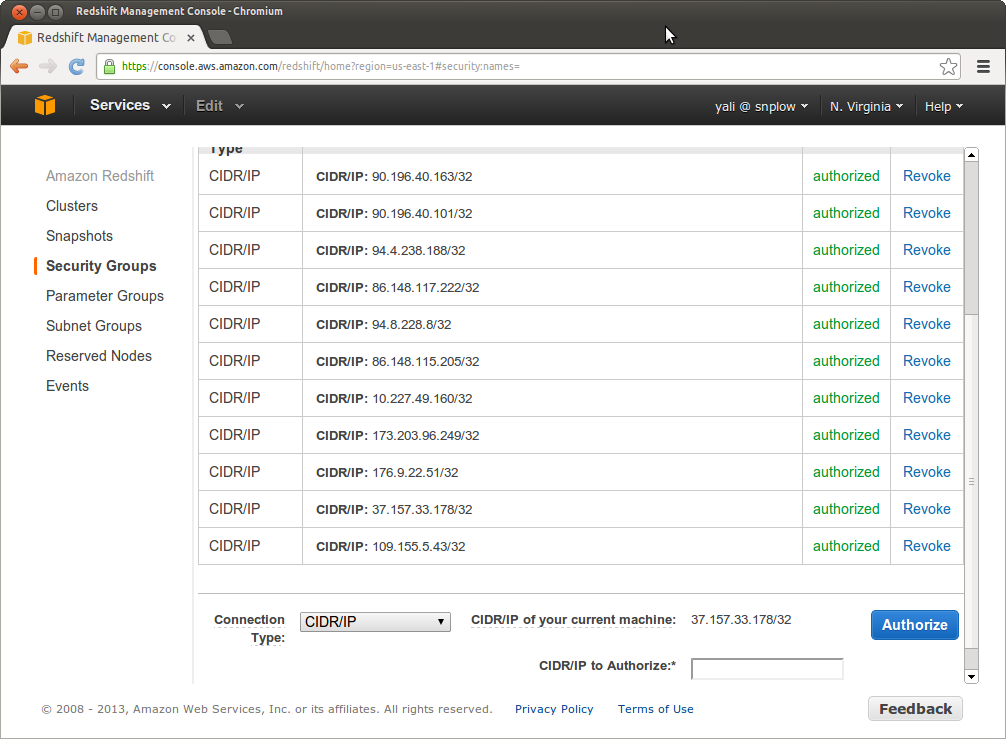 Redshift Management Console - Chromium
Redshift Management Co
https://console.aws.amazon.com/redshift/home?region=us-east-1#security:names=
Services Edit yali @ snplow N. Virginia Help
Amazon Redshift
Clusters
Snapshots
Security Groups
Parameter Groups
Subnet Groups
Reserved Nodes
Events
Type
CIDR/IP CIDR/IP: 90.196.40.163/32 authorized Revoke
CIDR/IP CIDR/IP: 90.196.40.101/32 authorized Revoke
CIDR/IP CIDR/IP: 94.4.238.188/32 authorized Revoke
CIDR/IP CIDR/IP: 86.148.117.222/32 authorized Revoke
CIDR/IP CIDR/IP: 94.8.228.8/32 authorized Revoke
CIDR/IP CIDR/IP: 86.148.115.205/32 authorized Revoke
CIDR/IP CIDR/IP: 10.227.49.160/32 authorized Revoke
CIDR/IP CIDR/IP: 173.203.96.249/32 authorized Revoke
CIDR/IP CIDR/IP: 176.9.22.51/32 authorized Revoke
CIDR/IP CIDR/IP: 37.157.33.178/32 authorized Revoke
CIDR/IP CIDR/IP: 109.155.5.43/32 authorized Revoke
Connection
Type:
CIDR/IP
CIDR/IP of your current machine: 37.157.33.178/32
Authorize
CIDR/IP to Authorize:*
© 2008 - 2013, Amazon Web Services, Inc. or its affiliates. All rights reserved. Privacy Policy Terms of Use
Feedback